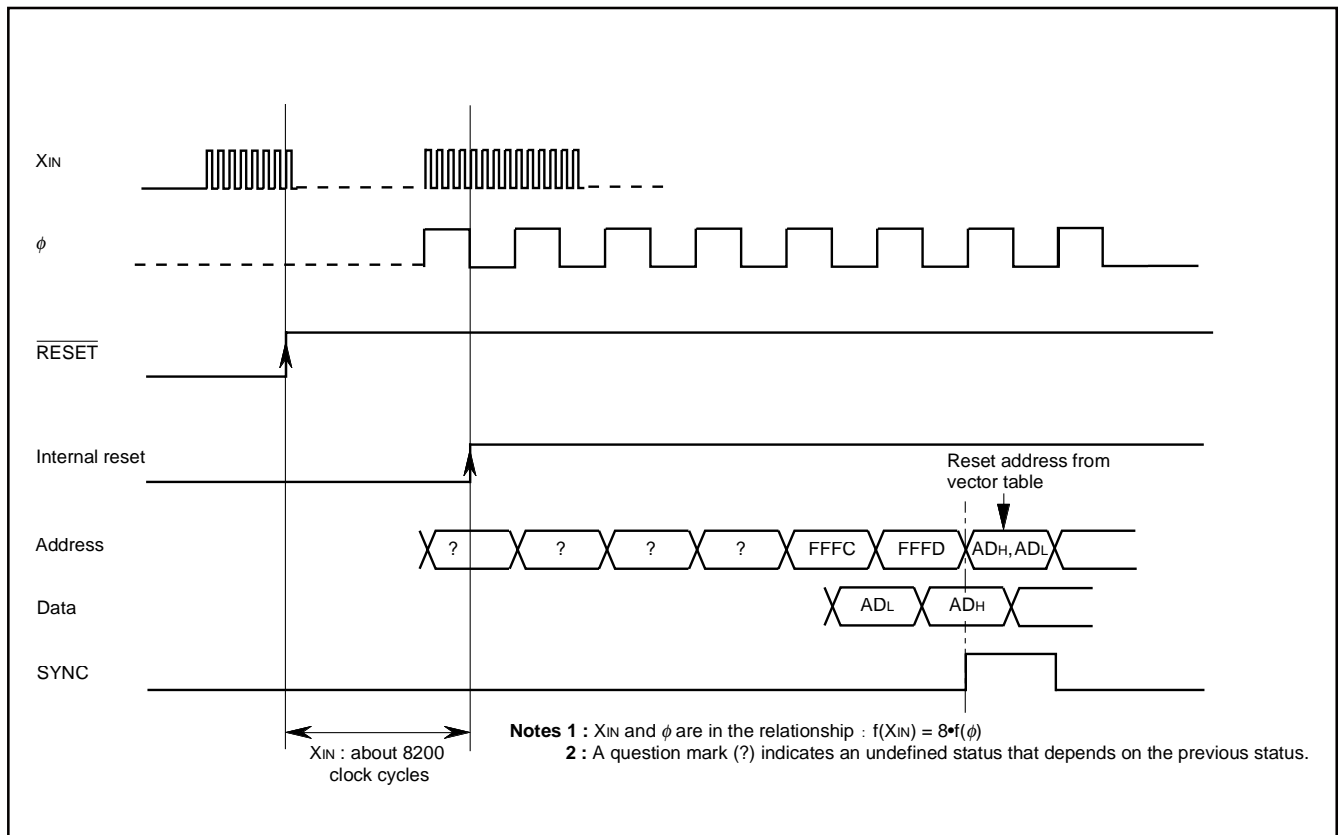 XIN
ϕ
RESET
Internal reset
Reset address from
vector table
Address
? ? ? ? FFFC FFFD ADH, ADL
Data
ADL ADH
SYNC
XIN : about 8200
clock cycles
Notes 1 : XIN and ϕ are in the relationship : f(XIN) = 8•f(ϕ)
2 : A question mark (?) indicates an undefined status that depends on the previous status.